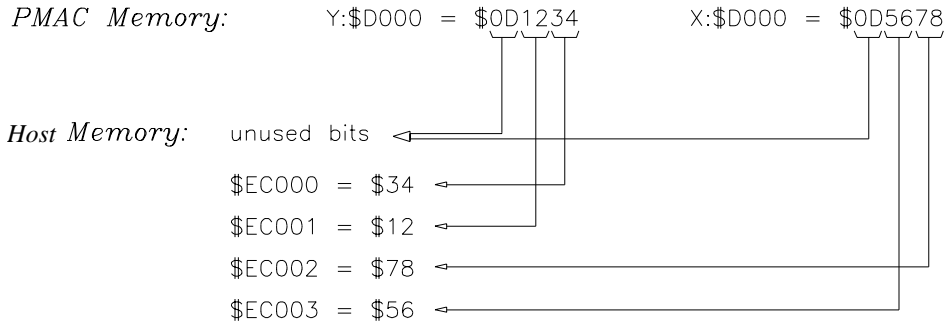 PMAC Memory: Y:$D000 = $0D1234 X:$D000 = $0D5678
Host Memory: unused bits
$EC000 = $34
$EC001 = $12
$EC002 = $78
$EC003 = $56